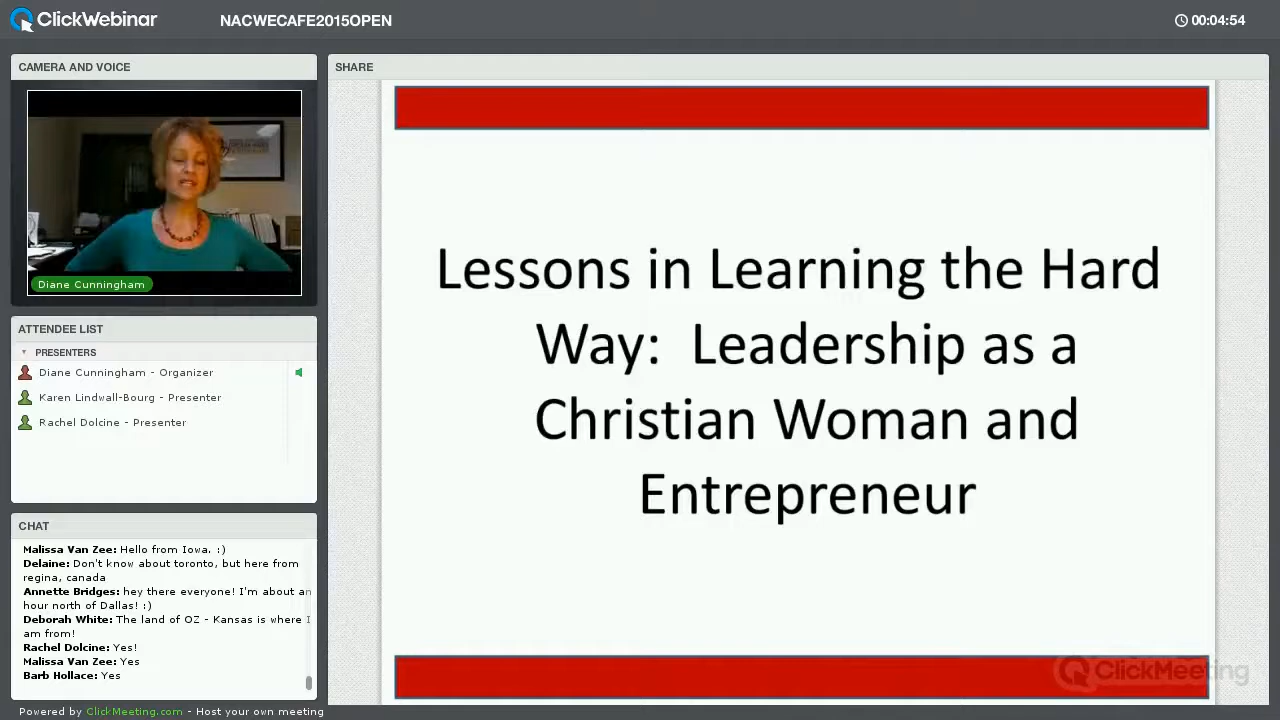 ClickWebinar
NACWECAFE2015OPEN
00:04:54
CAMERA AND VOICE
SHARE
Diane Cunningham
ATTENDEE LIST
PRESENTERS
Diane Cunningham - Organizer
Karen Lindwall-Bourg - Presenter
Rachel Dolcine - Presenter
CHAT
Malissa Van Zee: Hello from Iowa. :)
Don't know about toronto, but here from
Annette Bridges: hey there everyone! I'm about an
hour north of Dallas! :)
Deborah White: The land of OZ - Kansas is where I
am from!
Rachel Dolcine: Yes!
Malissa Van Zee: Yes
Barb Yes
Lessons in Learning the Hard
Way: Leadership as a
Christian Woman and
Entrepreneur
ClickMeeting
Powered by ClickMeeting.com - Host your own meeting